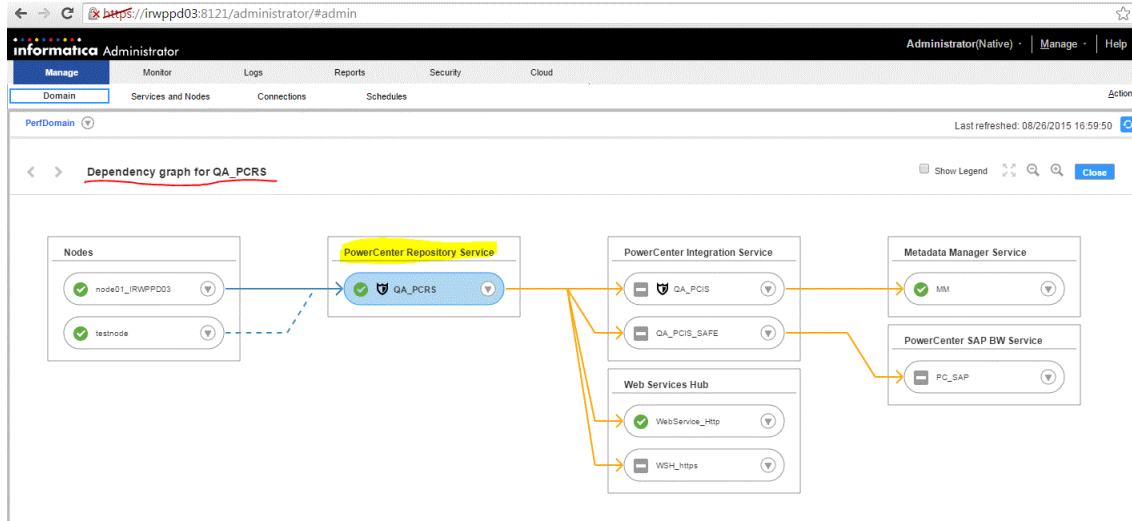 https://irwppd03:8121/administrator/#admin
informatica Administrator
Administrator(Native) Manage Help
Manage Monitor Logs Reports Security Cloud
Domain Services and Nodes Connections Schedules Action
PerfDomain Last refreshed: 08/26/2015 16:59:50
Dependency graph for QA_PCRS Show Legend Close
Nodes
node01_IRWPPD03
testnode
PowerCenter Repository Service
QA_PCRS
PowerCenter Integration Service
QA_PCIS
QA_PCIS_SAFE
Web Services Hub
WebService_Http
WSH_https
Metadata Manager Service
MM
PowerCenter SAP BW Service
PC_SAP